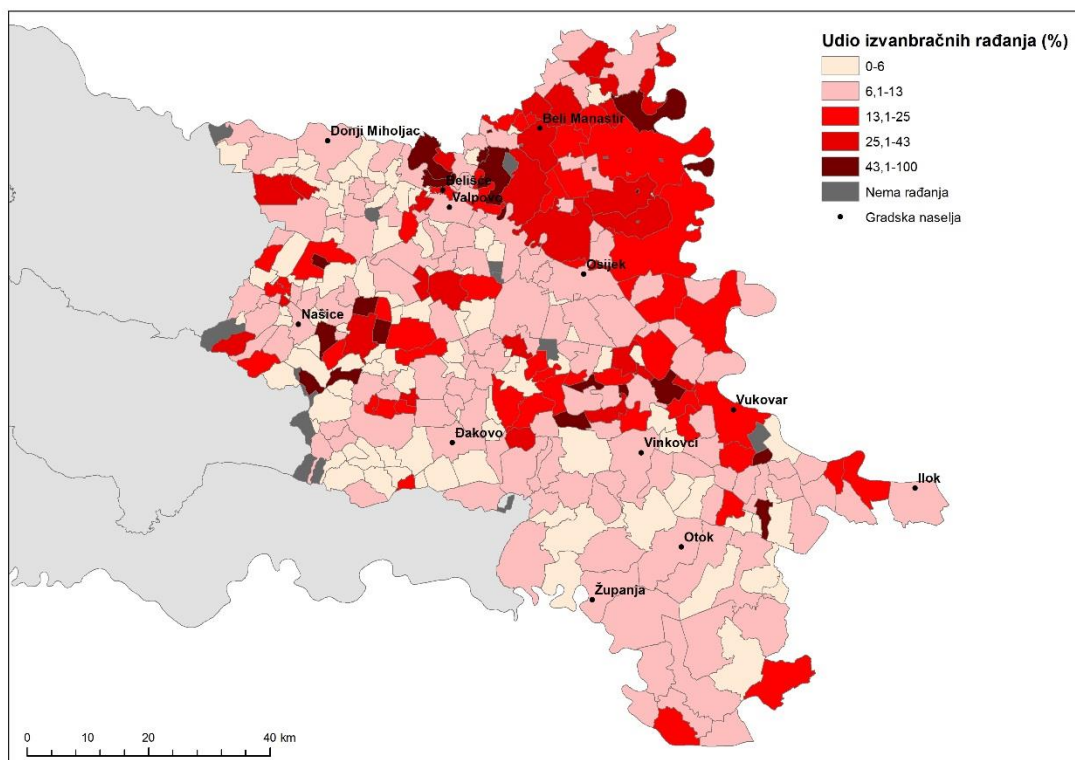 Udio izvanbračnih rađanja (%)
0-6
6,1-13
13,1-25
25,1-43
43,1-100
Nema rađanja
Gradska naselja
Beli Manastir
Donji Miholjac
Belišće
Valpovo
Osijek
Našice
Vukovar
Đakovo
Vinkovci
Ilok
Otok
Županja
0 10 20 40 km